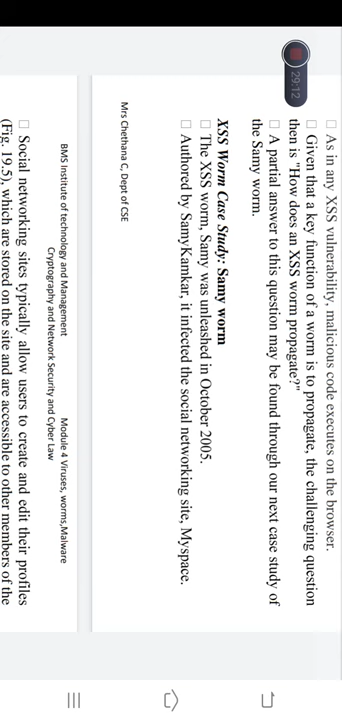 29:12
□ As in any XSS vulnerability, malicious code executes on the browser.
□ Given that a key function of a worm is to propagate, the challenging question
then is "How does an XSS worm propagate?"
□ A partial answer to this question may be found through our next case study of
the Samy worm.
XSS Worm Case Study: Samy worm
□ The XSS worm, Samy was unleashed in October 2005.
□ Authored by SamyKamkar, it infected the social networking site, Myspace.
Mrs Chethana C, Dept of CSE
BMS Institute of technology and Management Module 4 Viruses, worms,Malware
Cryptography and Network Security and Cyber Law
□ Social networking sites typically allow users to create and edit their profiles
(Fig. 19.5), which are stored on the site and are accessible to other members of the